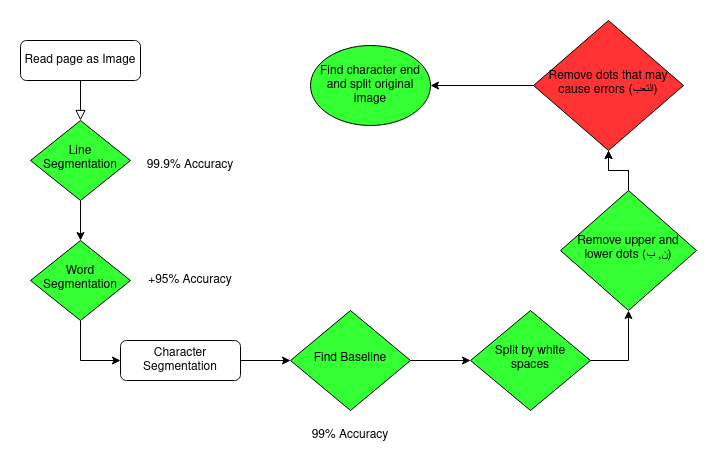 Read page as Image
Line
Segmentation
99.9% Accuracy
Word
Segmentation
+95% Accuracy
Character
Segmentation
Find Baseline
99% Accuracy
Split by white
spaces
Remove upper and
lower dots (ن, ب)
Remove dots that may
cause errors (التعب)
Find character end
and split original
image